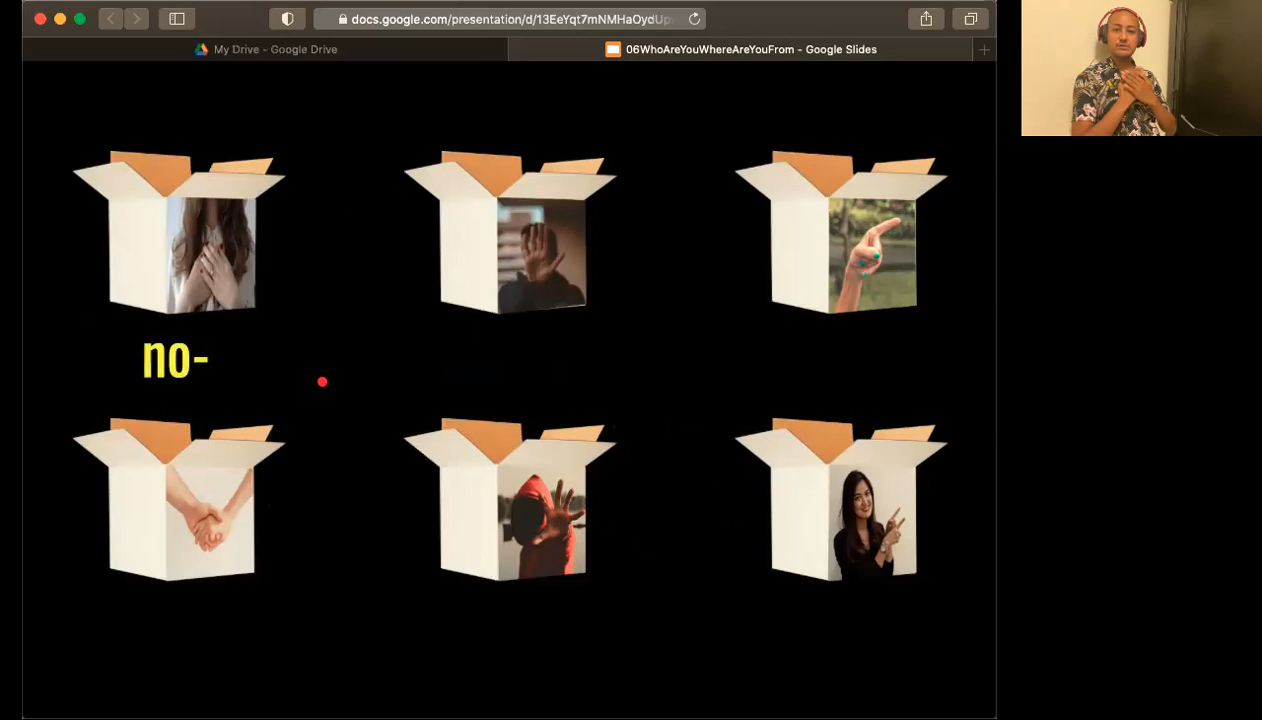 docs.google.com/presentation/d/13EeYqt7mNMHaOydUp
My Drive - Google Drive
06WhoAreYouWhereAreYouFrom - Google Slides
no-